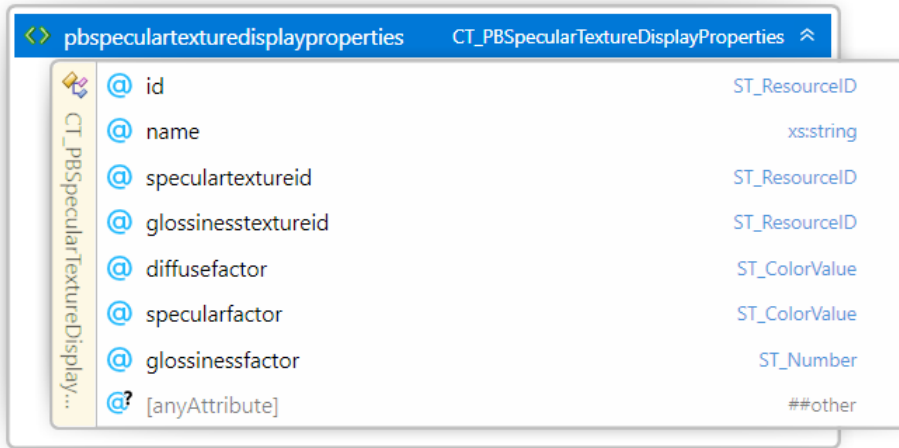 pbspeculartexturedisplayproperties CT_PBSpecularTextureDisplayProperties
CT_PBSpecularTextureDisplay...
@ id ST_ResourceID
@ name xs:string
@ speculartextureid ST_ResourceID
@ glossinesstextureid ST_ResourceID
@ diffusefactor ST_ColorValue
@ specularfactor ST_ColorValue
@ glossinessfactor ST_Number
@? [anyAttribute] ##other